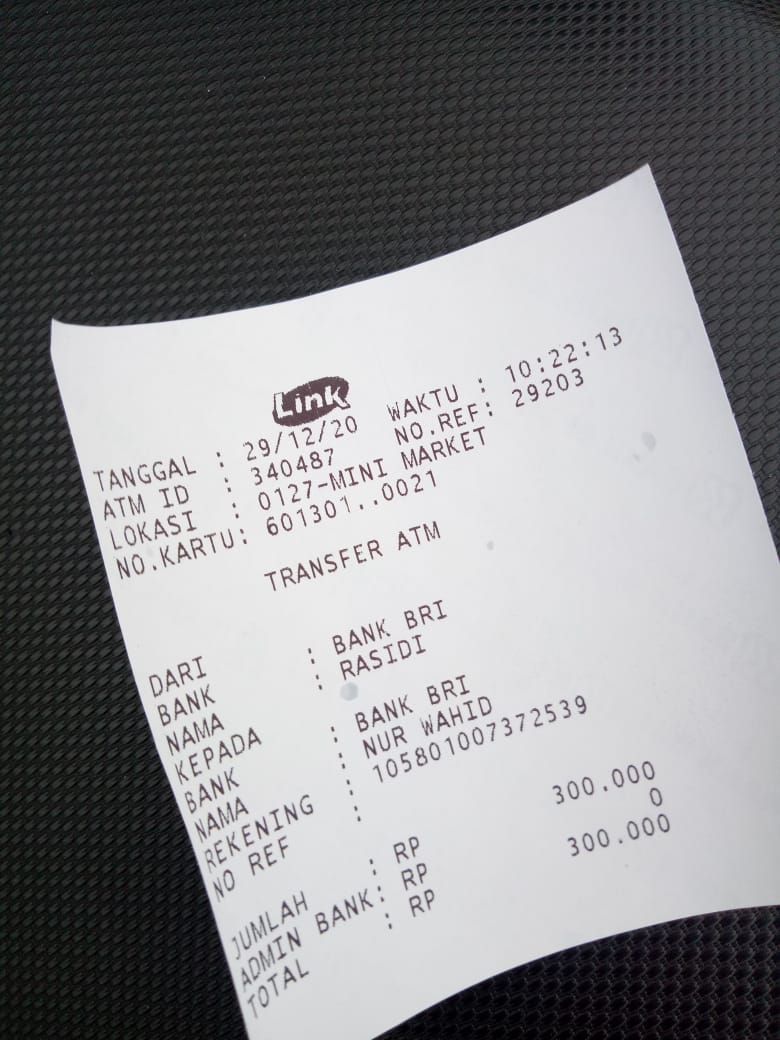 Link
TANGGAL : 29/12/20 WAKTU : 10:22:13
ATM ID : 340487 NO.REF: 29203
LOKASI : 0127-MINI MARKET
NO.KARTU: 601301..0021
TRANSFER ATM
DARI
BANK : BANK BRI
NAMA : RASIDI
KEPADA
BANK : BANK BRI
NAMA : NUR WAHID
REKENING : 105801007372539
NO REF :
JUMLAH : RP 300.000
ADMIN BANK: RP 0
TOTAL : RP 300.000